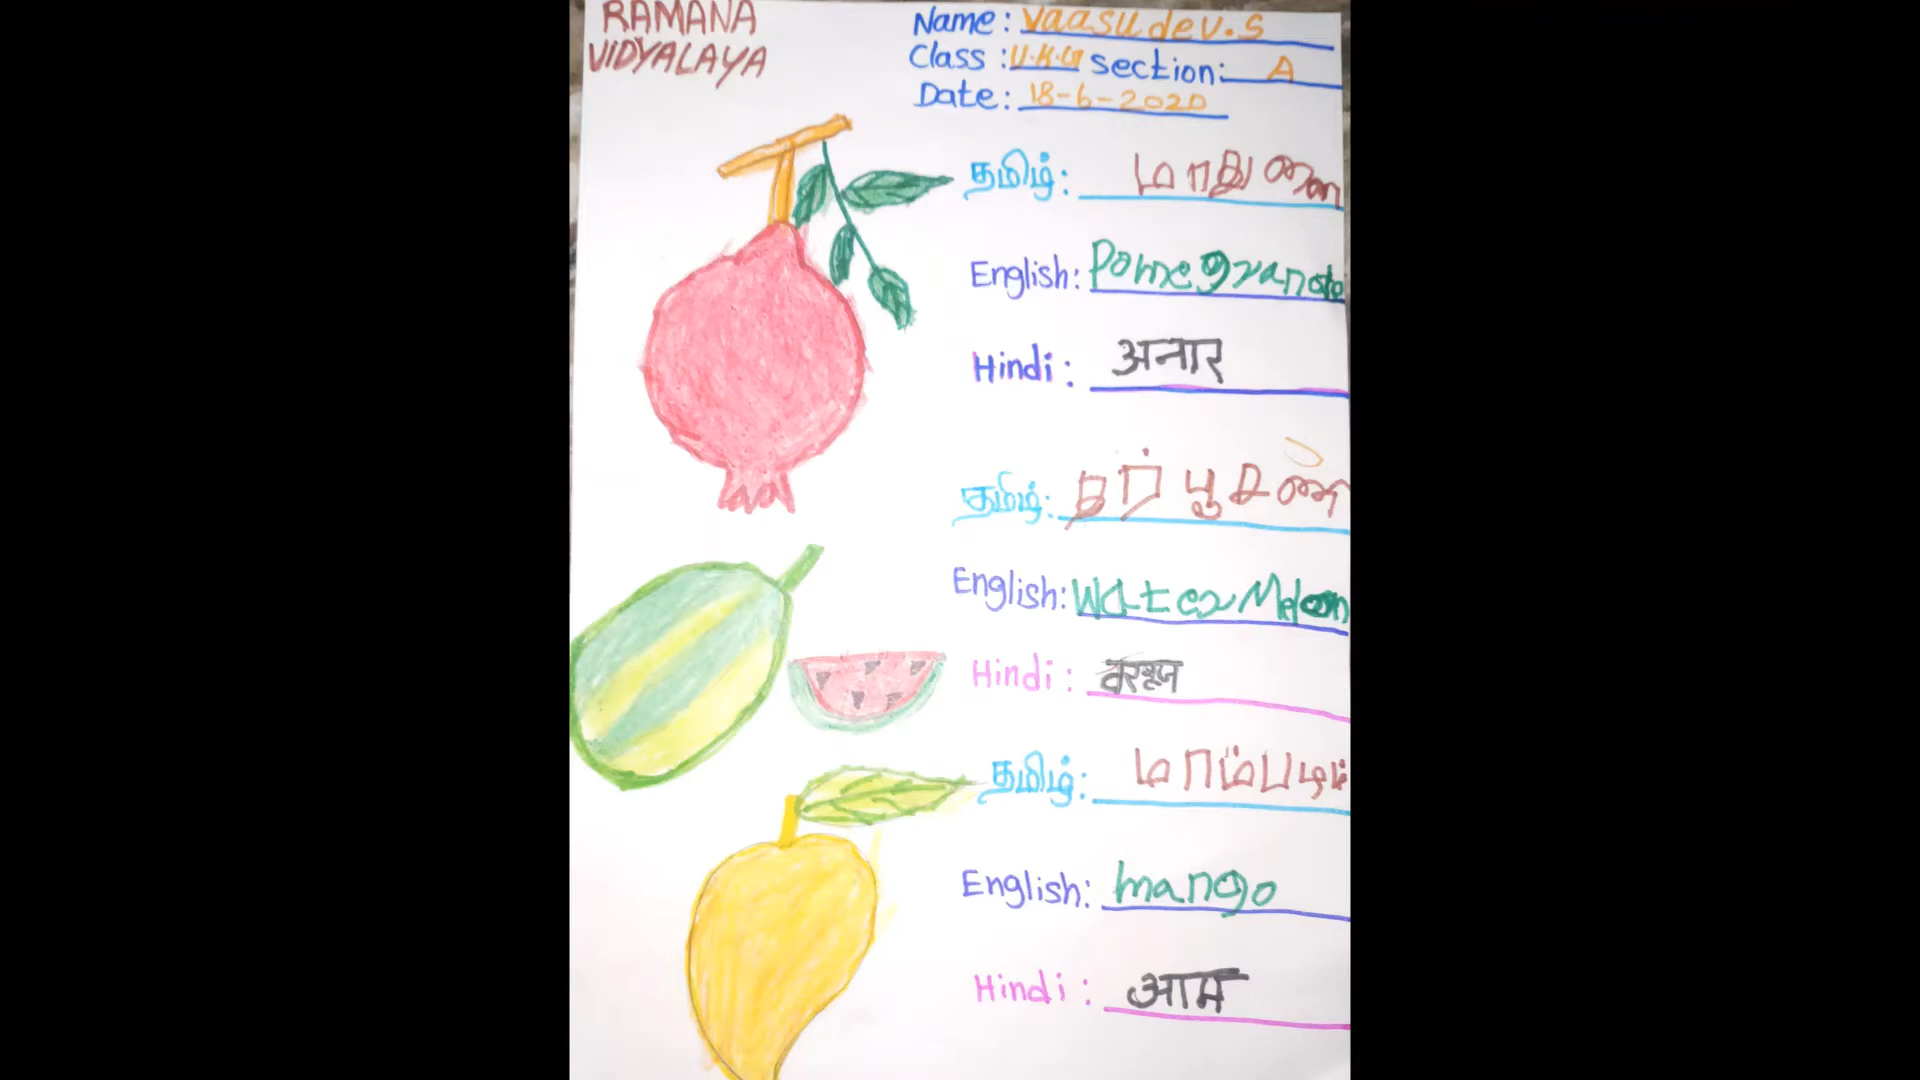 RAMANA
VIDYALAYA
Name: Vaasudev.S
Class: U.K.G Section: A
Date: 18-6-2020
தமிழ்: மாதுளை
English: Pomegranate
Hindi: अनार
தமிழ்: தர்பூசணி
English: WaterMelon
Hindi:
தமிழ்: மாம்பழம்
English: mango
Hindi: आम